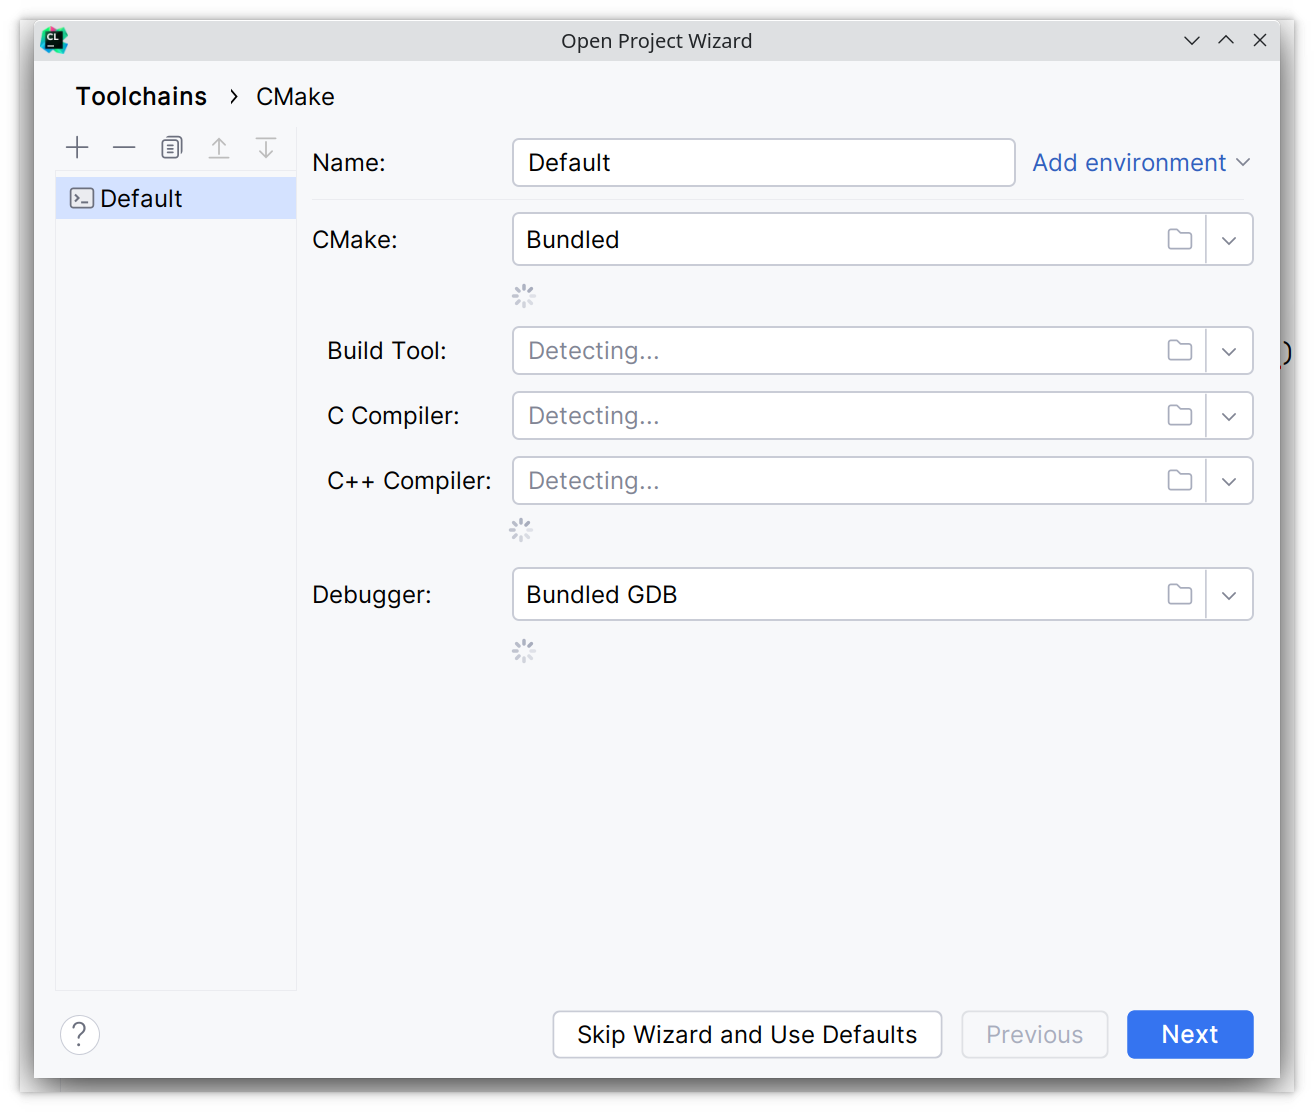 CL
Open Project Wizard
Toolchains › CMake
Default
Name: Default Add environment
CMake: Bundled
Build Tool: Detecting...
C Compiler: Detecting...
C++ Compiler: Detecting...
Debugger: Bundled GDB
? Skip Wizard and Use Defaults Previous Next
)